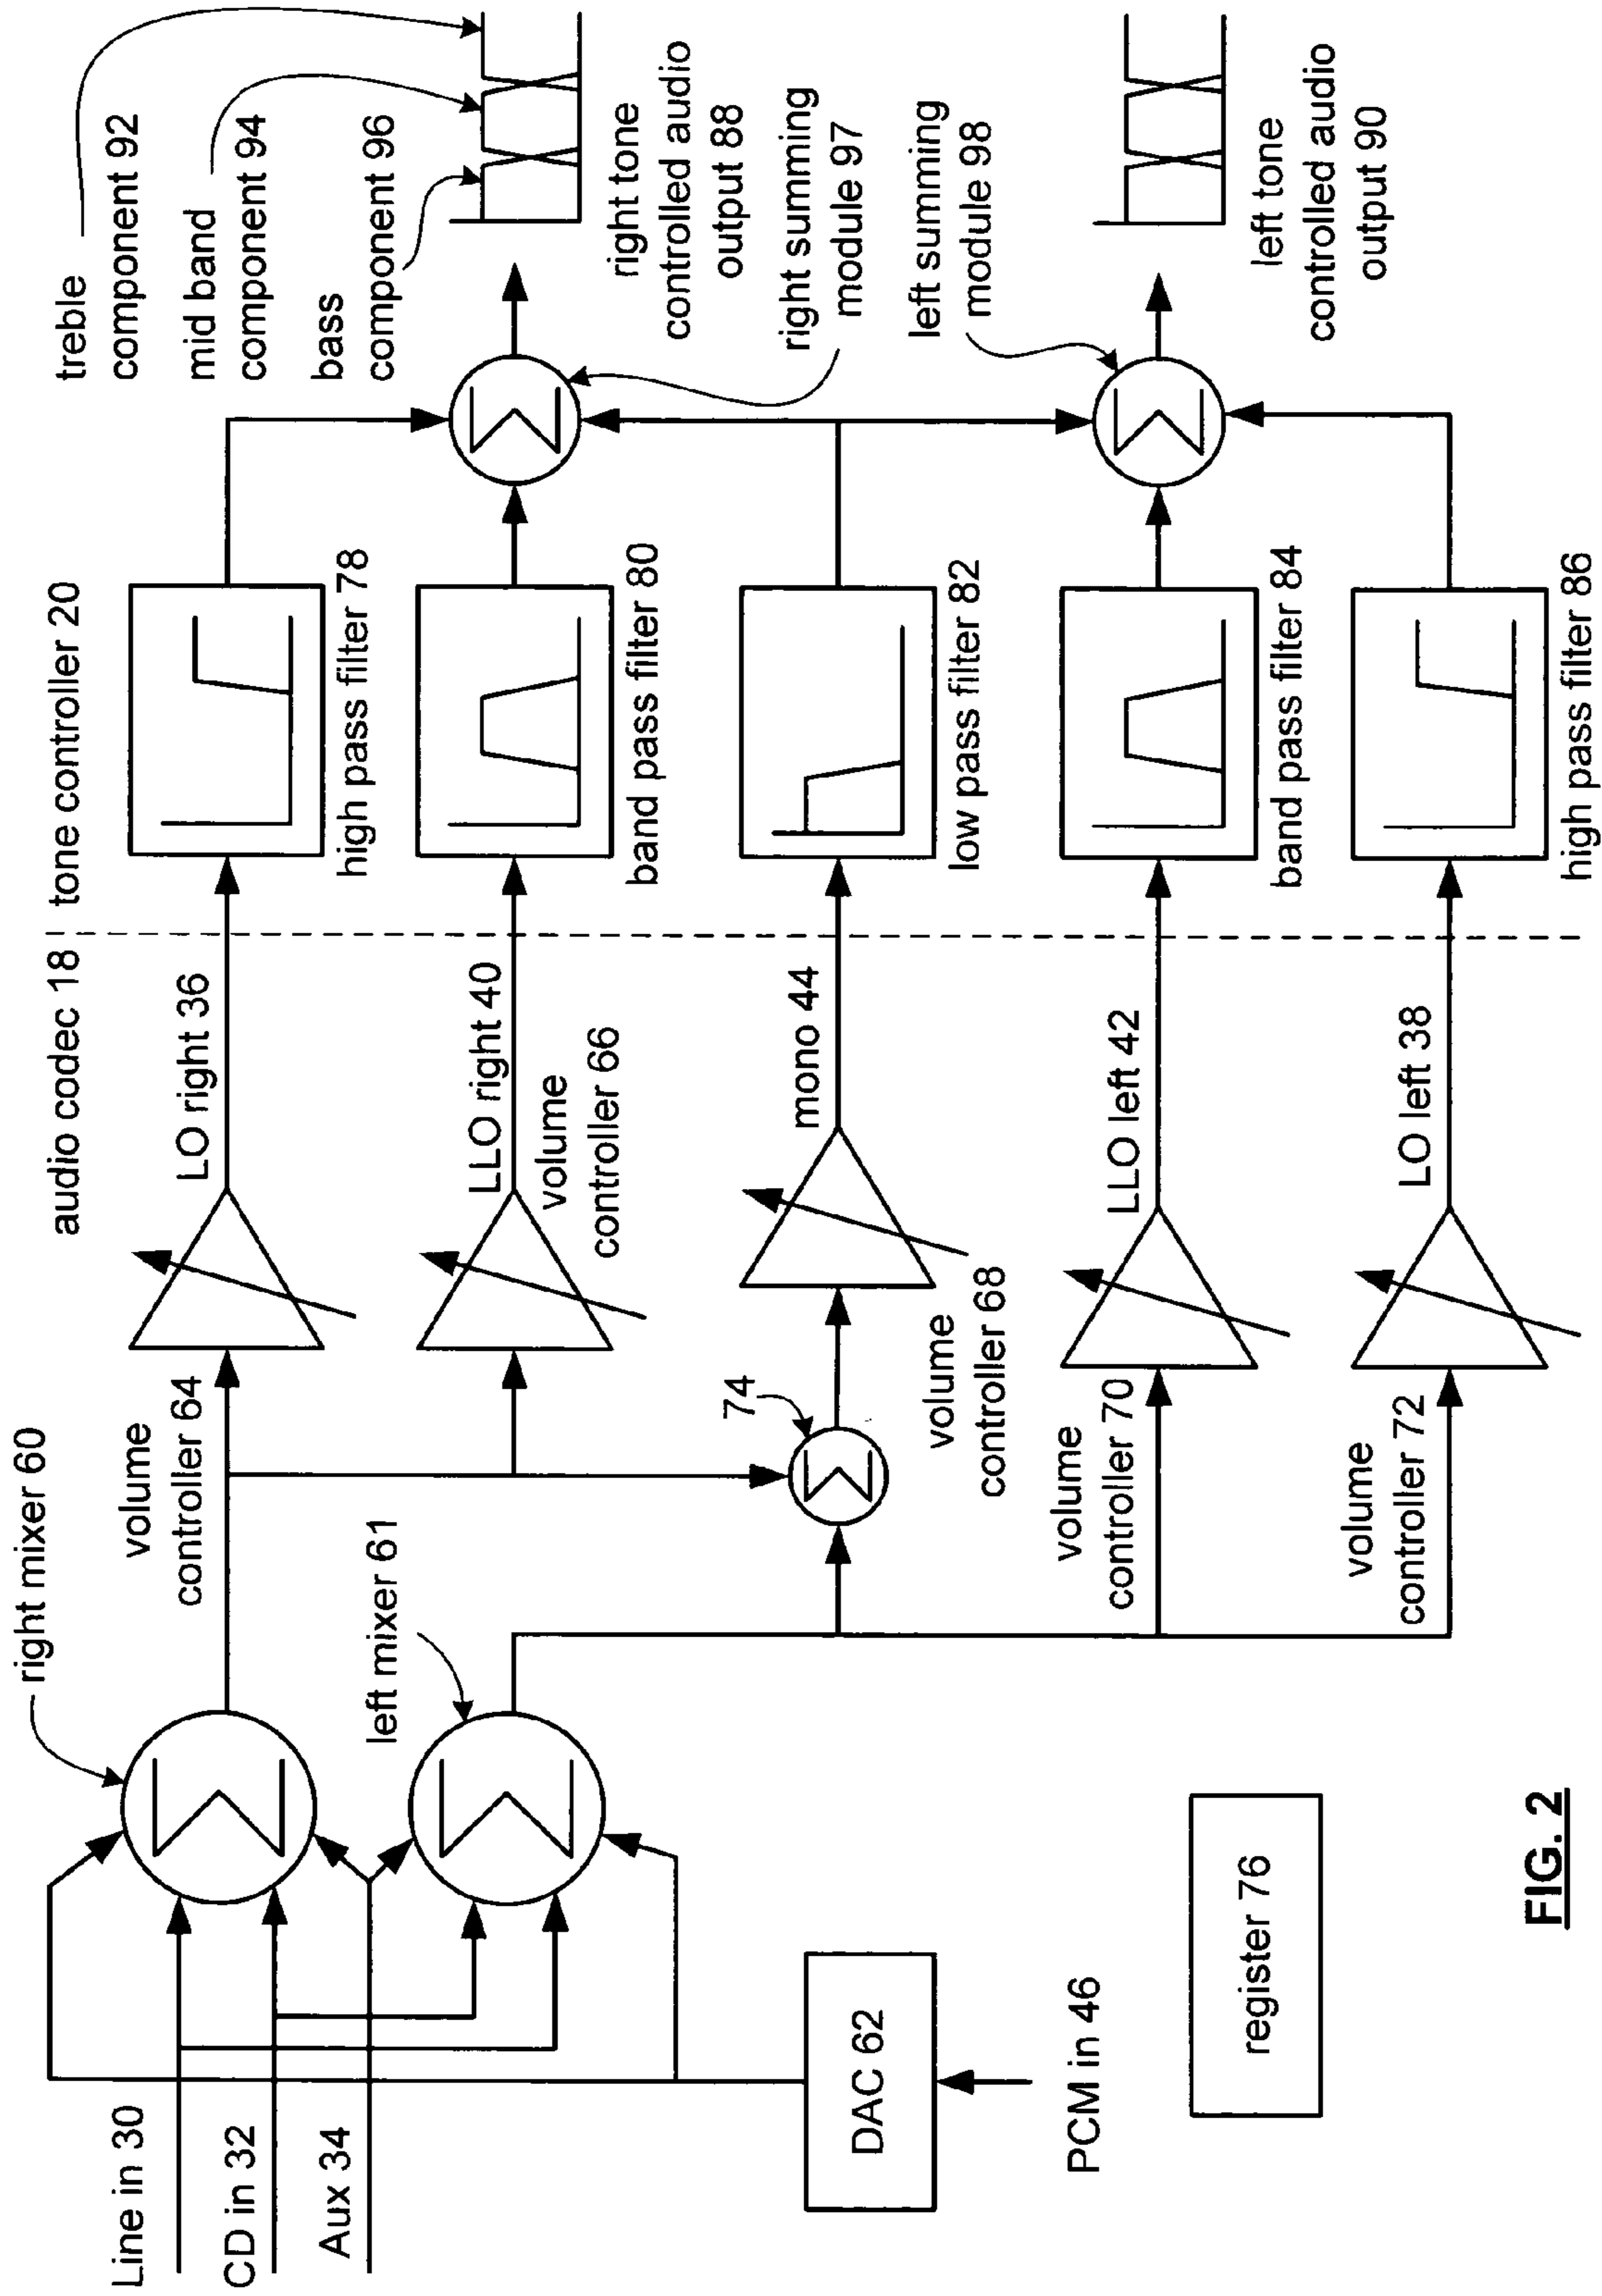 audio codec 18
tone controller 20
right mixer 60
left mixer 61
Line in 30
CD in 32
Aux 34
DAC 62
PCM in 46
register 76
volume
controller 64
LO right 36
high pass filter 78
LLO right 40
volume
controller 66
band pass filter 80
74
mono 44
volume
controller 68
low pass filter 82
volume
controller 70
LLO left 42
band pass filter 84
volume
controller 72
LO left 38
high pass filter 86
treble
component 92
mid band
component 94
bass
component 96
right tone
controlled audio
output 88
right summing
module 97
left summing
module 98
left tone
controlled audio
output 90
Σ
Σ
Σ
Σ
Σ
FIG. 2